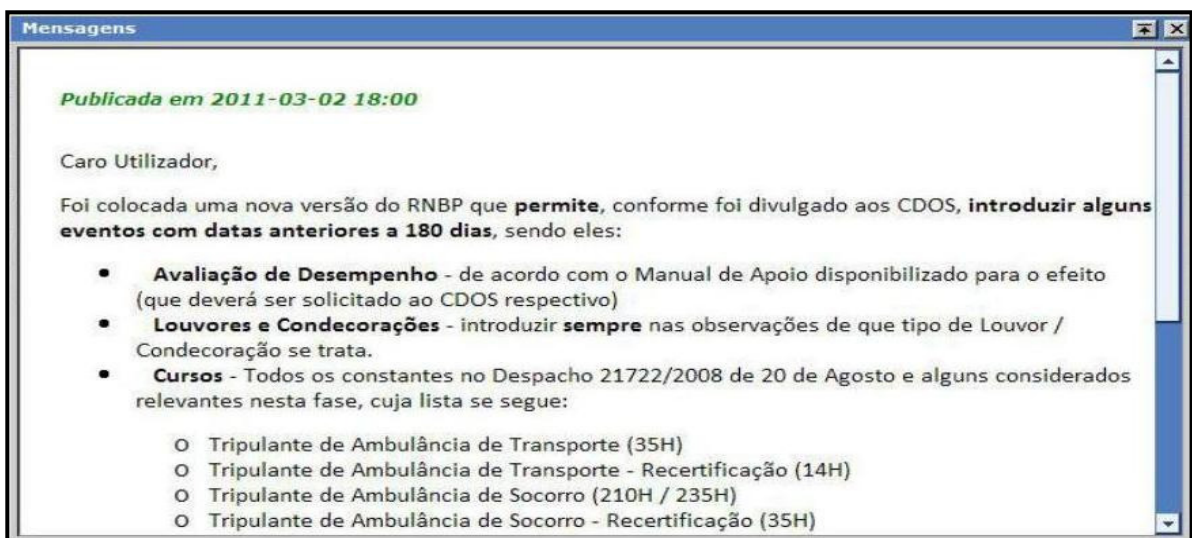 Mensagens
Publicada em 2011-03-02 18:00
Caro Utilizador,
Foi colocada uma nova versão do RNBP que permite, conforme foi divulgado aos CDOS, introduzir alguns
eventos com datas anteriores a 180 dias, sendo eles:
• Avaliação de Desempenho - de acordo com o Manual de Apoio disponibilizado para o efeito
(que deverá ser solicitado ao CDOS respectivo)
• Louvores e Condecorações - introduzir sempre nas observações de que tipo de Louvor /
Condecoração se trata.
• Cursos - Todos os constantes no Despacho 21722/2008 de 20 de Agosto e alguns considerados
relevantes nesta fase, cuja lista se segue:
o Tripulante de Ambulância de Transporte (35H)
o Tripulante de Ambulância de Transporte - Recertificação (14H)
o Tripulante de Ambulância de Socorro (210H / 235H)
o Tripulante de Ambulância de Socorro - Recertificação (35H)